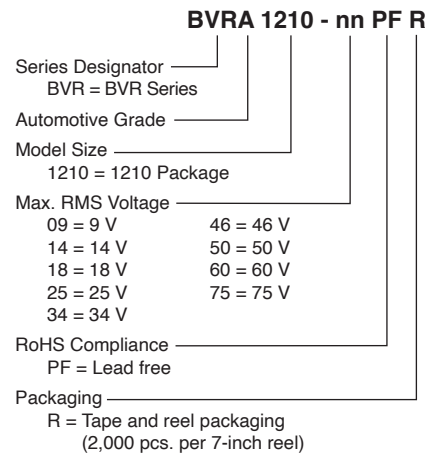 BVRA 1210 - nn PF R
Series Designator
BVR = BVR Series
Automotive Grade
Model Size
1210 = 1210 Package
Max. RMS Voltage
09 = 9 V
14 = 14 V
18 = 18 V
25 = 25 V
34 = 34 V
46 = 46 V
50 = 50 V
60 = 60 V
75 = 75 V
RoHS Compliance
PF = Lead free
Packaging
R = Tape and reel packaging
(2,000 pcs. per 7-inch reel)